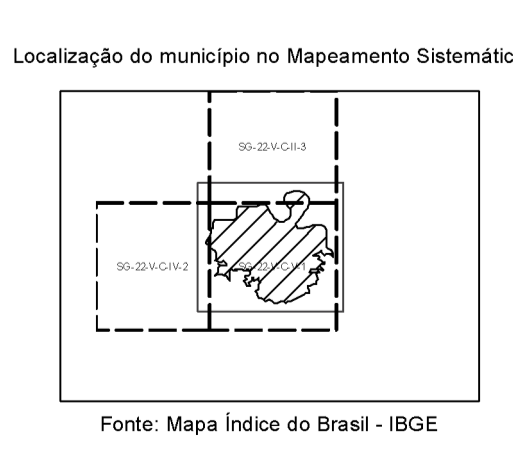 Localização do município no Mapeamento Sistemátic
SG-22-V-C-II-3
SG-22-V-C-IV-2
SG-22-V-C-V-1
Fonte: Mapa Índice do Brasil - IBGE